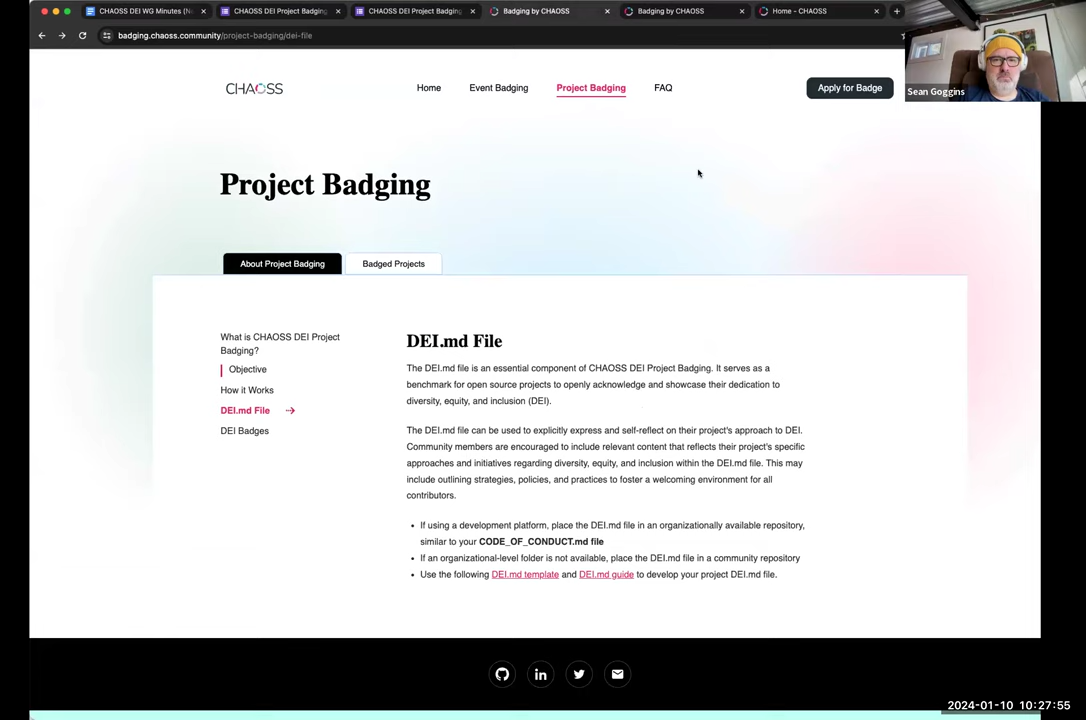 CHAOSS DEI WG Minutes (N
CHAOSS DEI Project Badging
CHAOSS DEI Project Badging
Badging by CHAOSS
Badging by CHAOSS
Home - CHAOSS
badging.chaoss.community/project-badging/dei-file
Sean Goggins
CHAOSS
Home
Event Badging
Project Badging
FAQ
Apply for Badge
Project Badging
About Project Badging
Badged Projects
What is CHAOSS DEI Project
Badging?
Objective
How it Works
DEI.md File
DEI Badges
DEI.md File
The DEI.md file is an essential component of CHAOSS DEI Project Badging. It serves as a
benchmark for open source projects to openly acknowledge and showcase their dedication to
diversity, equity, and inclusion (DEI).
The DEI.md file can be used to explicitly express and self-reflect on their project's approach to DEI.
Community members are encouraged to include relevant content that reflects their project's specific
approaches and initiatives regarding diversity, equity, and inclusion within the DEI.md file. This may
include outlining strategies, policies, and practices to foster a welcoming environment for all
contributors.
• If using a development platform, place the DEI.md file in an organizationally available repository,
similar to your CODE_OF_CONDUCT.md file
• If an organizational-level folder is not available, place the DEI.md file in a community repository
• Use the following DEI.md template and DEI.md guide to develop your project DEI.md file.
in
2024-01-10 10:27:55